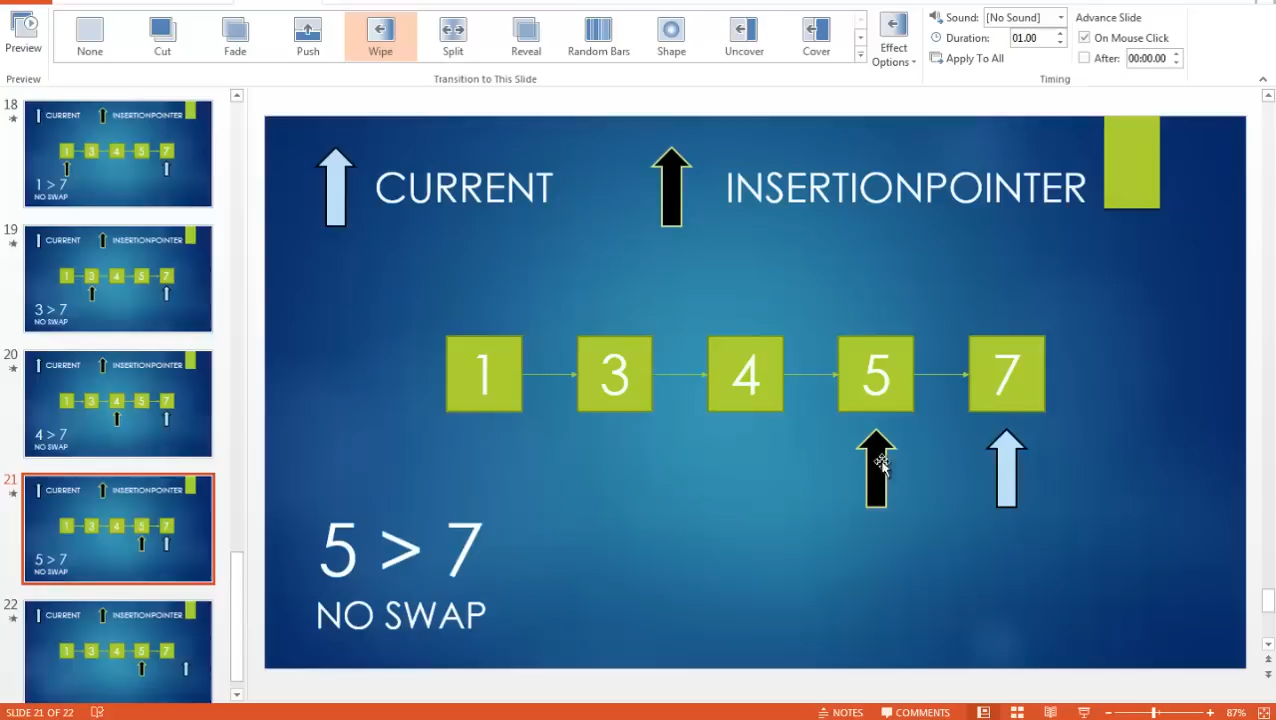 Preview
None
Cut
Fade
Push
Wipe
Split
Reveal
Random Bars
Shape
Uncover
Cover
Effect
Options
Sound: [No Sound]
Duration: 01.00
Apply To All
Advance Slide
On Mouse Click
After: 00:00.00
Preview
Transition to This Slide
Timing
18
CURRENT INSERTIONPOINTER
1 3 4 5 7
1 > 7
NO SWAP
19
CURRENT INSERTIONPOINTER
1 3 4 5 7
3 > 7
NO SWAP
20
CURRENT INSERTIONPOINTER
1 3 4 5 7
4 > 7
NO SWAP
21
CURRENT INSERTIONPOINTER
1 3 4 5 7
5 > 7
NO SWAP
22
CURRENT INSERTIONPOINTER
1 3 4 5 7
CURRENT INSERTIONPOINTER
1 3 4 5 7
5 > 7
NO SWAP
SLIDE 21 OF 22
NOTES
COMMENTS
87%